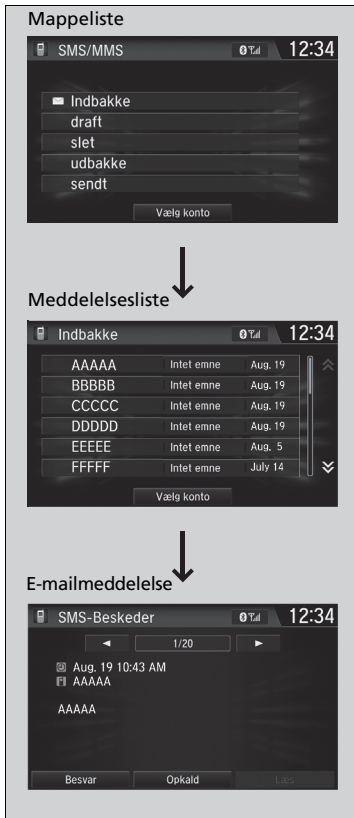 Mappeliste
SMS/MMS 12:34
Indbakke
draft
slet
udbakke
sendt
Vælg konto
Meddelelsesliste
Indbakke 12:34
AAAAA Intet emne Aug. 19
BBBBB Intet emne Aug. 19
CCCCC Intet emne Aug. 19
DDDDD Intet emne Aug. 19
EEEEE Intet emne Aug. 5
FFFFF Intet emne July 14
Vælg konto
E-mailmeddelelse
SMS-Beskeder 12:34
1/20
Aug. 19 10:43 AM
AAAAA
AAAAA
Besvar Opkald Læs